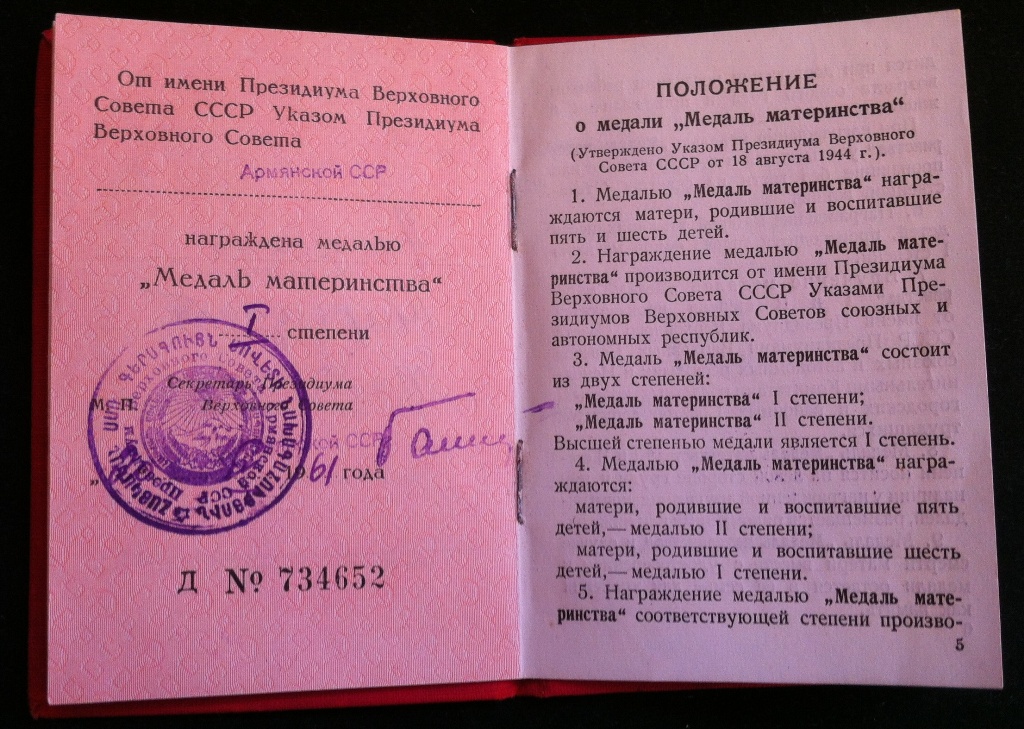 От имени Президиума Верховного
Совета СССР Указом Президиума
Верховного Совета
Армянской ССР
награждена медалью
„Медаль материнства“
I степени
Секретарь Президиума
М. П. Верховного Совета
ССР
1961 года
Д № 734652
ПОЛОЖЕНИЕ
о медали „Медаль материнства“
(Утверждено Указом Президиума Верховного
Совета СССР от 18 августа 1944 г.).
1. Медалью „Медаль материнства“ награ-
ждаются матери, родившие и воспитавшие
пять и шесть детей.
2. Награждение медалью „Медаль мате-
ринства“ производится от имени Президиума
Верховного Совета СССР Указами Пре-
зидиумов Верховных Советов союзных и
автономных республик.
3. Медаль „Медаль материнства“ состоит
из двух степеней:
„Медаль материнства“ I степени;
„Медаль материнства“ II степени.
Высшей степенью медали является I степень.
4. Медалью „Медаль материнства“ награ-
ждаются:
матери, родившие и воспитавшие пять
детей,— медалью II степени;
матери, родившие и воспитавшие шесть
детей,— медалью I степени.
5. Награждение медалью „Медаль мате-
ринства“ соответствующей степени произво-
5